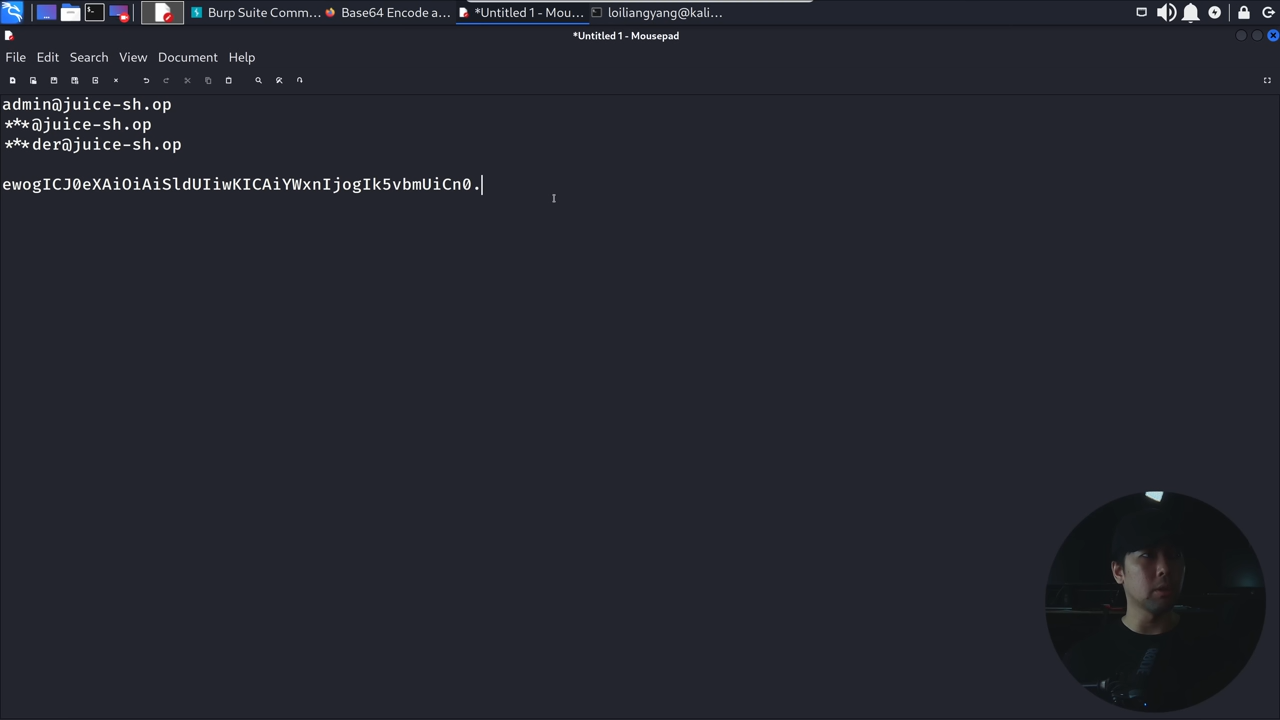 Burp Suite Comm...
Base64 Encode a...
*Untitled 1 - Mou...
loiliangyang@kali...
*Untitled 1 - Mousepad
File Edit Search View Document Help
admin@juice-sh.op
***@juice-sh.op
***der@juice-sh.op
ewogICJ0eXAiOiAiSldUIiwKICAiYWxnIjogIk5vbmUiCn0.